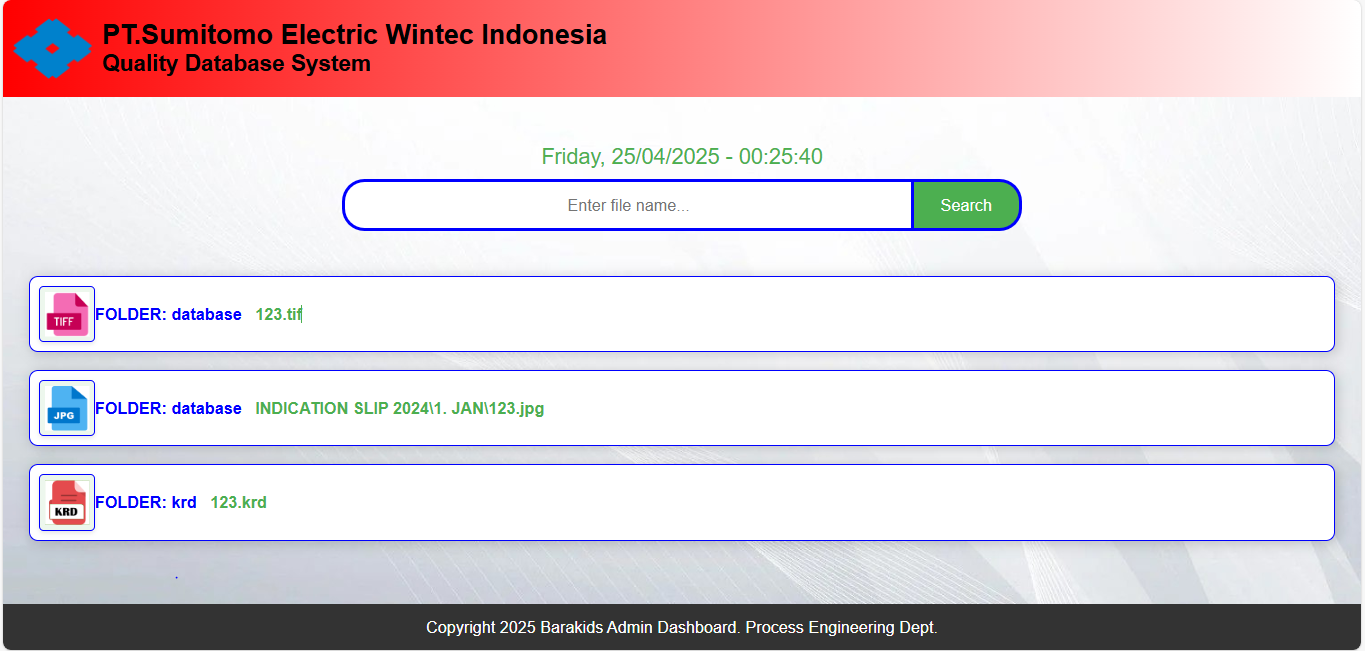 PT.Sumitomo Electric Wintec Indonesia
Quality Database System
Friday, 25/04/2025 - 00:25:40
Enter file name... Search
TIFF FOLDER: database 123.tif
JPG FOLDER: database INDICATION SLIP 2024\1. JAN\123.jpg
KRD FOLDER: krd 123.krd
Copyright 2025 Barakids Admin Dashboard. Process Engineering Dept.